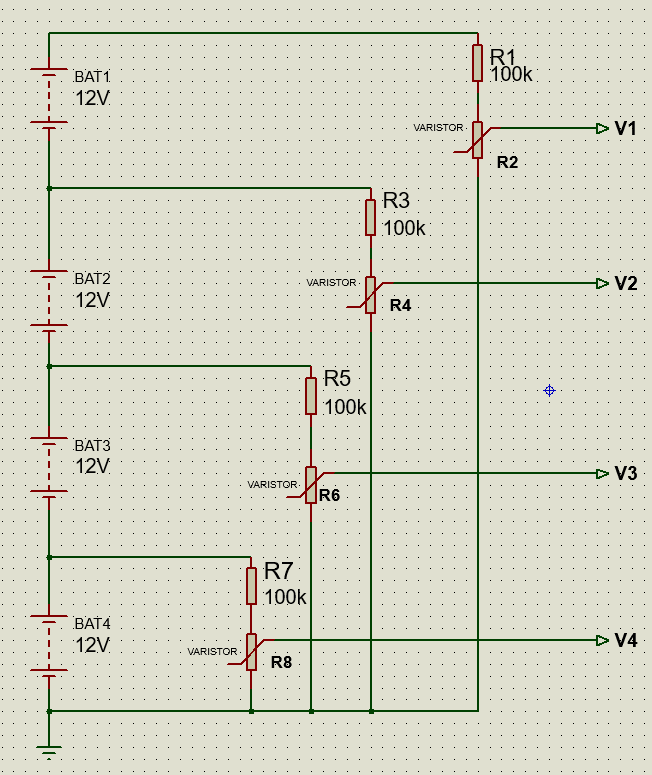 BAT1
12V
R1
100k
VARISTOR
R2
V1
BAT2
12V
R3
100k
VARISTOR
R4
V2
BAT3
12V
R5
100k
VARISTOR
R6
V3
BAT4
12V
R7
100k
VARISTOR
R8
V4